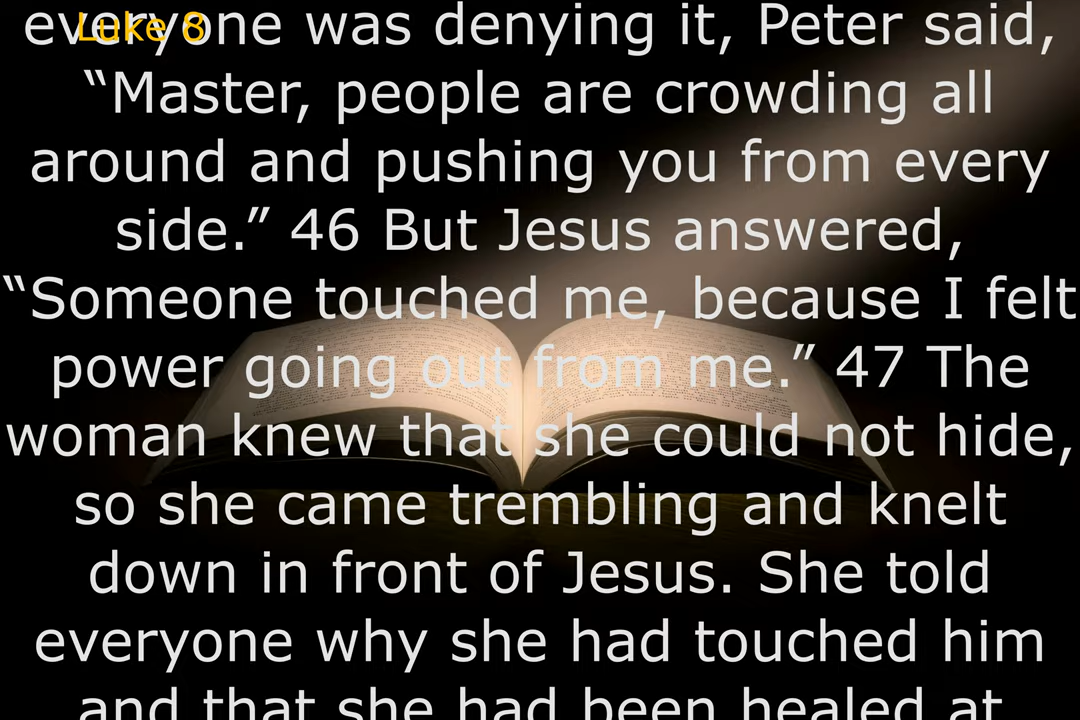 Luke 8
everyone was denying it, Peter said,
“Master, people are crowding all
around and pushing you from every
side.” 46 But Jesus answered,
“Someone touched me, because I felt
power going out from me.” 47 The
woman knew that she could not hide,
so she came trembling and knelt
down in front of Jesus. She told
everyone why she had touched him
and that she had been healed at